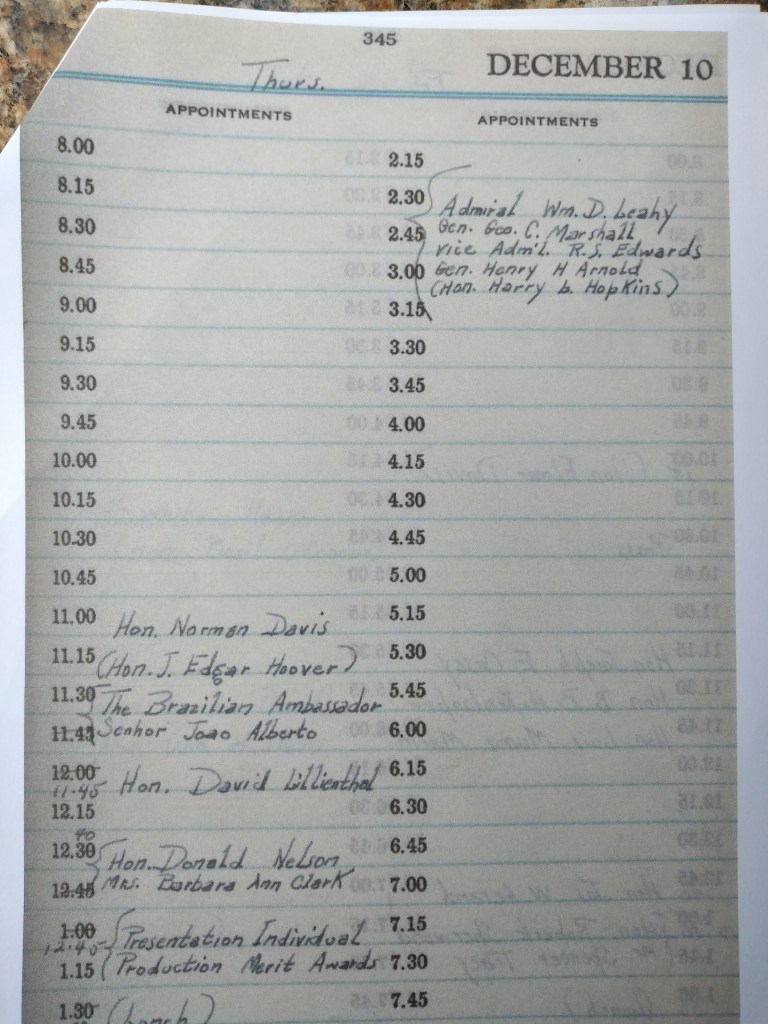 345
Thurs.
DECEMBER 10
APPOINTMENTS
8.00
8.15
8.30
8.45
9.00
9.15
9.30
9.45
10.00
10.15
10.30
10.45
11.00
Hon. Norman Davis
11.15
(Hon. J. Edgar Hoover)
11.30
The Brazilian Ambassador
11.45
Senhor Joao Alberto
12.00
11.45
Hon. David Lillienthal
12.15
40
12.30
Hon. Donald Nelson
12.45
Mrs. Barbara Ann Clark
1.00
12.45
Presentation Individual
1.15
Production Merit Awards
1.30
(Lunch)
APPOINTMENTS
2.15
2.30
Admiral Wm. D. Leahy
2.45
Gen. Geo. C. Marshall
Vice Adm'l. R.S. Edwards
3.00
Gen. Henry H Arnold
(Hon. Harry L. Hopkins)
3.15
3.30
3.45
4.00
4.15
4.30
4.45
5.00
5.15
5.30
5.45
6.00
6.15
6.30
6.45
7.00
7.15
7.30
7.45